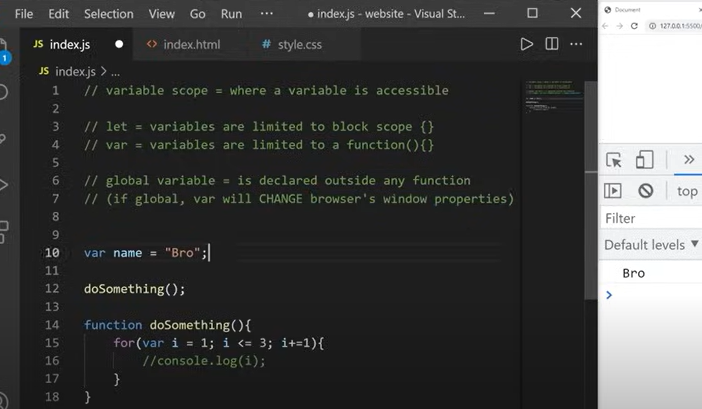 File Edit Selection View Go Run ··· ● index.js - website - Visual St...
JS index.js ● <> index.html # style.css
JS index.js > ...
1 // variable scope = where a variable is accessible
2
3 // let = variables are limited to block scope {}
4 // var = variables are limited to a function(){}
5
6 // global variable = is declared outside any function
7 // (if global, var will CHANGE browser's window properties)
8
9
10 var name = "Bro";
11
12 doSomething();
13
14 function doSomething(){
15 for(var i = 1; i <= 3; i+=1){
16 //console.log(i);
17 }
18 }
1
Document
127.0.0.1:5500/
top
Filter
Default levels ▼
Bro
>